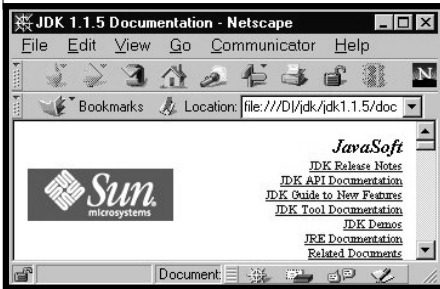 JDK 1.1.5 Documentation - Netscape
File Edit View Go Communicator Help
N
Bookmarks Location: file:///D|/jdk/jdk1.1.5/doc
JavaSoft
JDK Release Notes
JDK API Documentation
JDK Guide to New Features
JDK Tool Documentation
JDK Demos
JRE Documentation
Related Documents
Sun
microsystems
Document: